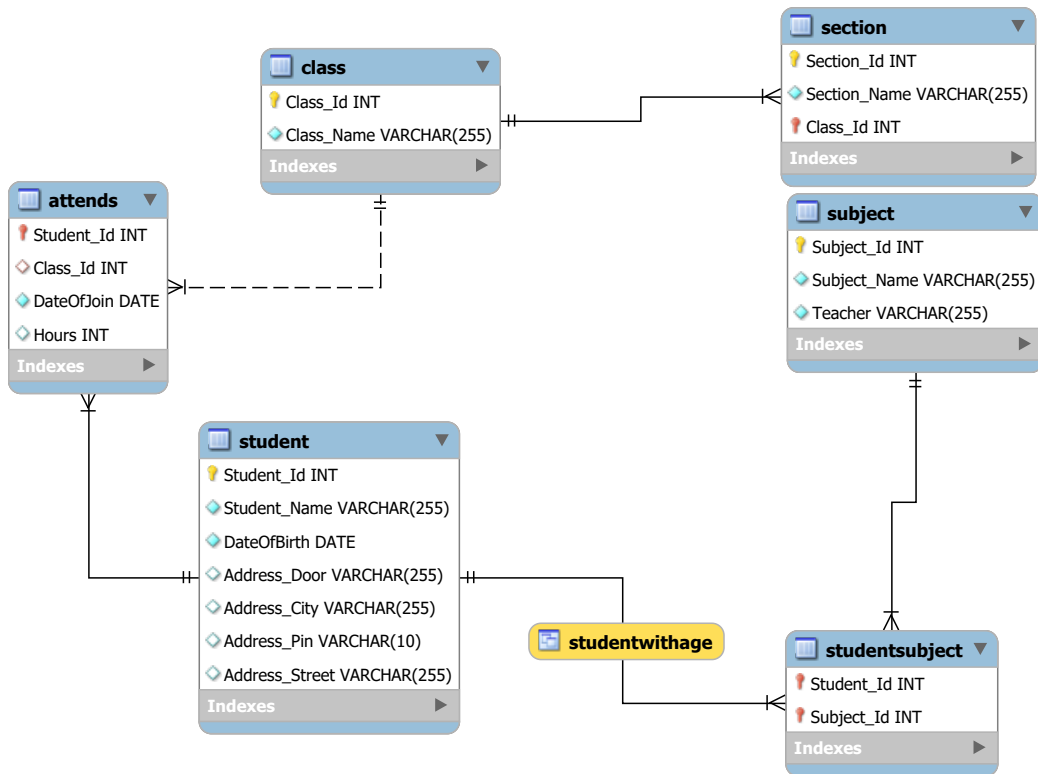 section
Section_Id INT
Section_Name VARCHAR(255)
Class_Id INT
Indexes
class
Class_Id INT
Class_Name VARCHAR(255)
Indexes
attends
Student_Id INT
Class_Id INT
DateOfJoin DATE
Hours INT
Indexes
subject
Subject_Id INT
Subject_Name VARCHAR(255)
Teacher VARCHAR(255)
Indexes
student
Student_Id INT
Student_Name VARCHAR(255)
DateOfBirth DATE
Address_Door VARCHAR(255)
Address_City VARCHAR(255)
Address_Pin VARCHAR(10)
Address_Street VARCHAR(255)
Indexes
studentwithage
studentsubject
Student_Id INT
Subject_Id INT
Indexes